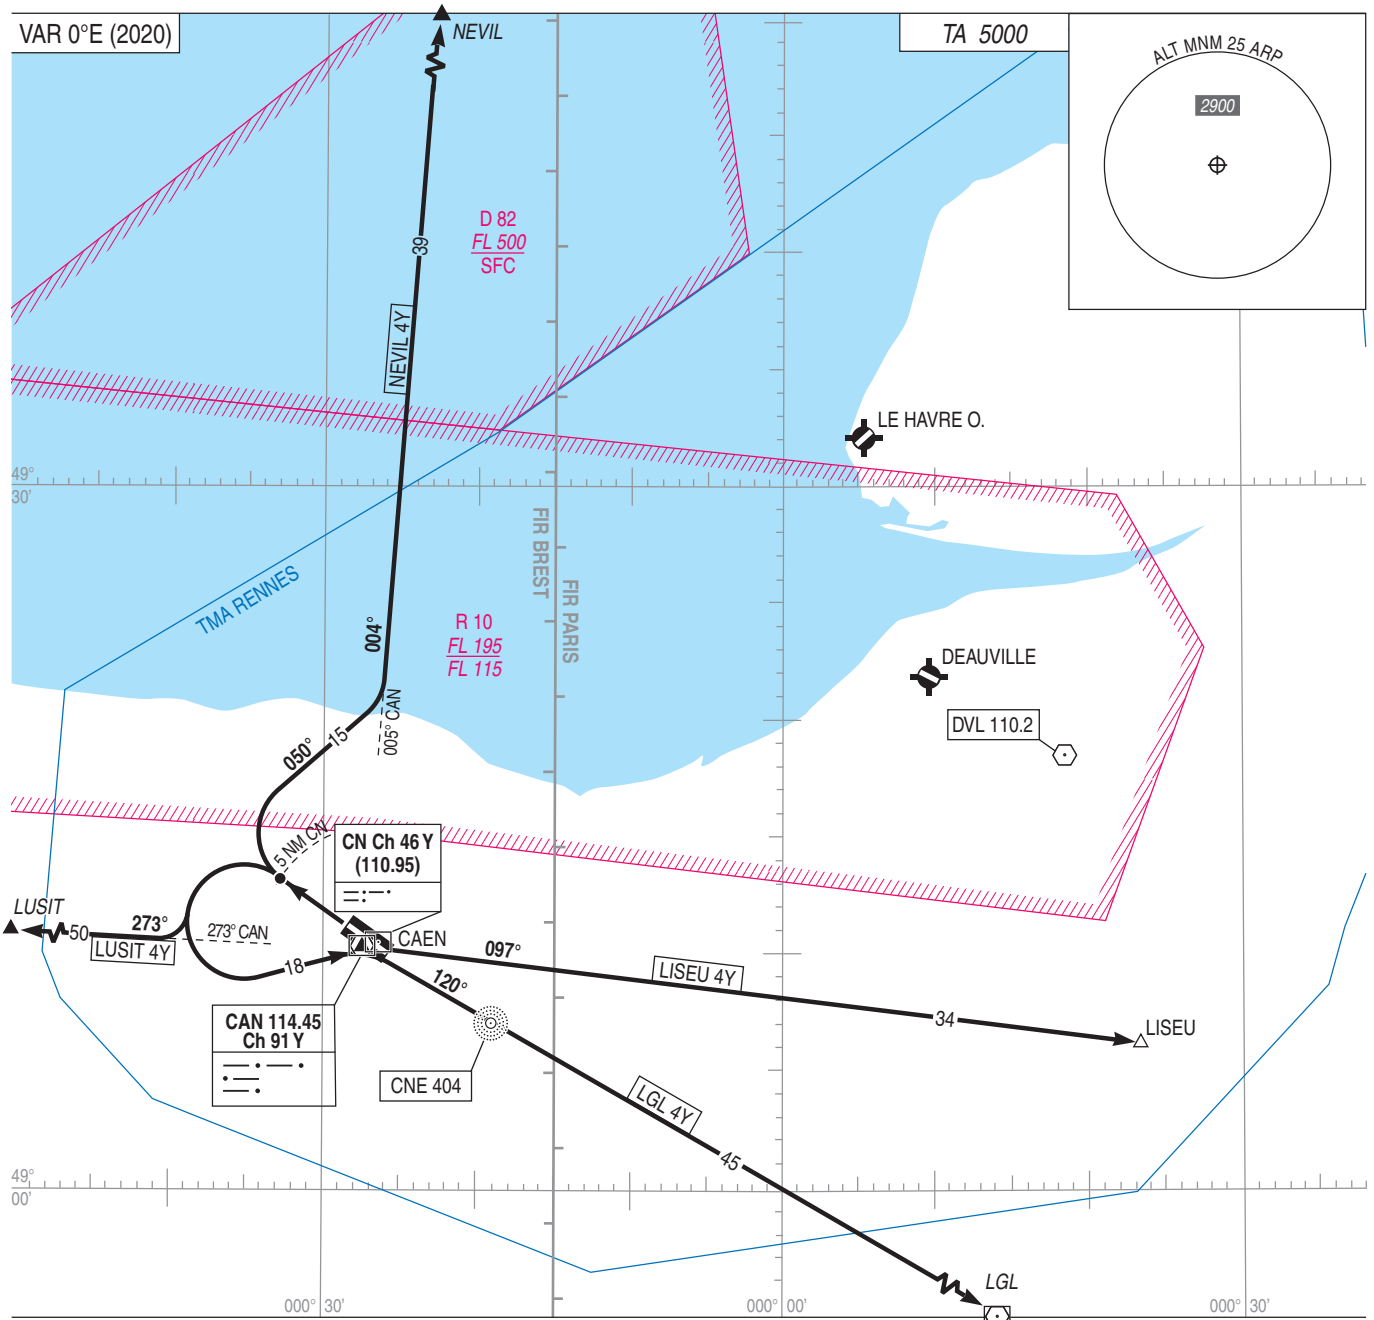 VAR 0°E (2020)
NEVIL
TA 5000
ALT MNM 25 ARP
2900
D 82
FL 500
SFC
39
NEVIL 4Y
LE HAVRE O.
49°
30'
FIR BREST
FIR PARIS
TMA RENNES
004°
R 10
FL 195
FL 115
DEAUVILLE
DVL 110.2
005° CAN
15
050°
5 NM CN
CN Ch 46 Y
(110.95)
LUSIT
50
273°
273° CAN
LUSIT 4Y
CAEN
097°
18
120°
LISEU 4Y
34
LISEU
CAN 114.45
Ch 91 Y
CNE 404
LGL 4Y
45
49°
00'
LGL
000° 30'
000° 00'
000° 30'